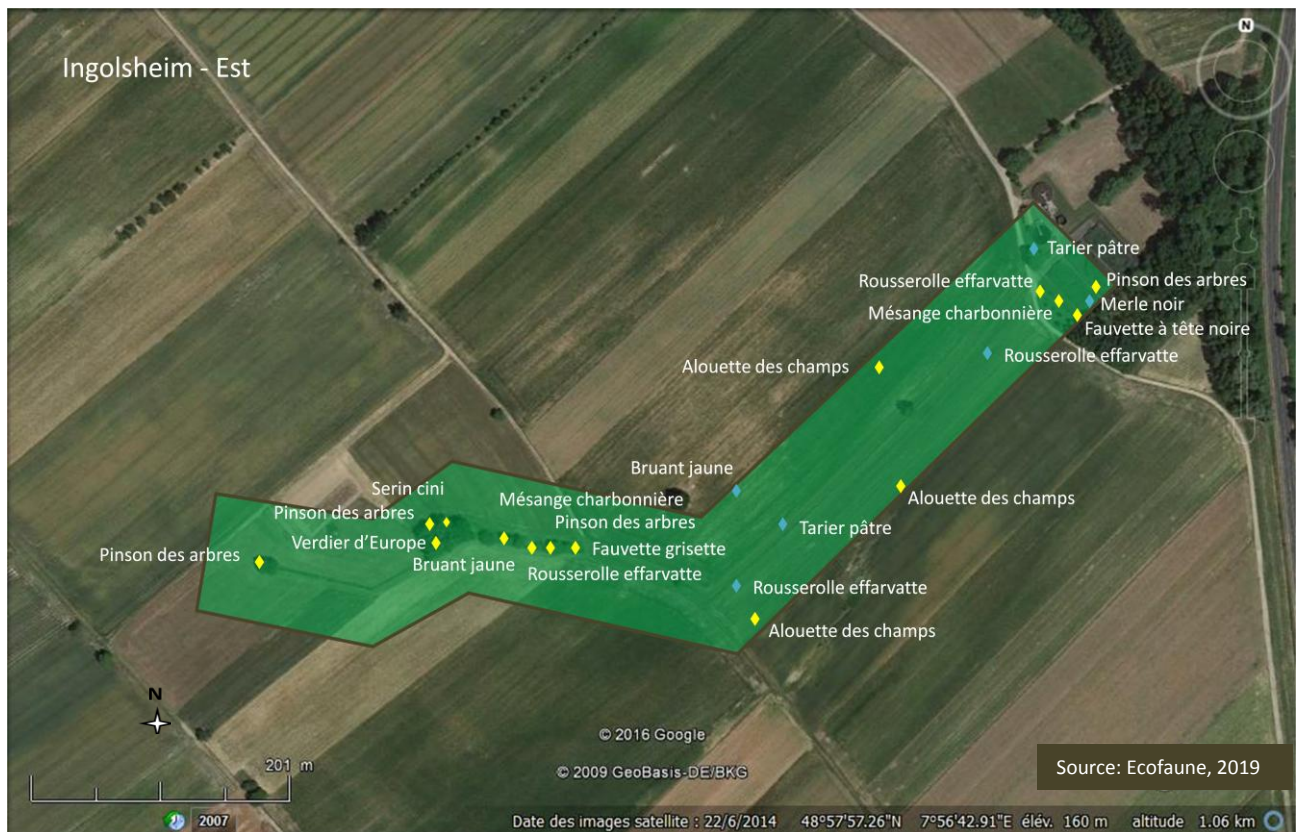 Ingolsheim - Est
N
Tarier pâtre
Rousserolle effarvatte
Pinson des arbres
Mésange charbonnière
Merle noir
Fauvette à tête noire
Rousserolle effarvatte
Alouette des champs
Bruant jaune
Alouette des champs
Serin cini
Mésange charbonnière
Pinson des arbres
Pinson des arbres
Tarier pâtre
Verdier d'Europe
Pinson des arbres
Fauvette grisette
Bruant jaune
Rousserolle effarvatte
Rousserolle effarvatte
Alouette des champs
N
© 2016 Google
201 m
© 2009 GeoBasis-DE/BKG
Source: Ecofaune, 2019
2007
Date des images satellite : 22/6/2014 48°57'57.26"N 7°56'42.91"E élév. 160 m altitude 1.06 km